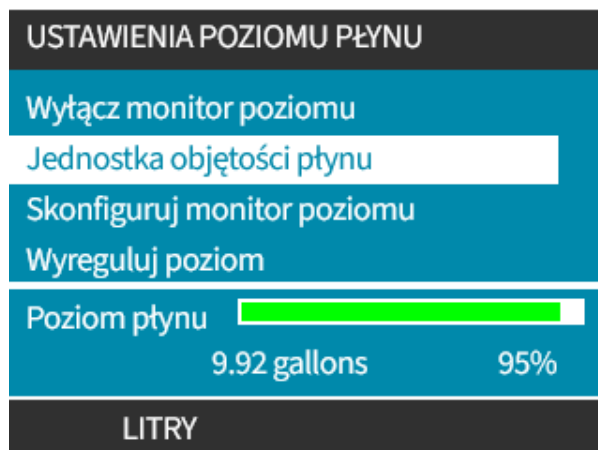 USTAWIENIA POZIOMU PŁYNU
Wyłącz monitor poziomu
Jednostka objętości płynu
Skonfiguruj monitor poziomu
Wyreguluj poziom
Poziom płynu
9.92 gallons 95%
LITRY